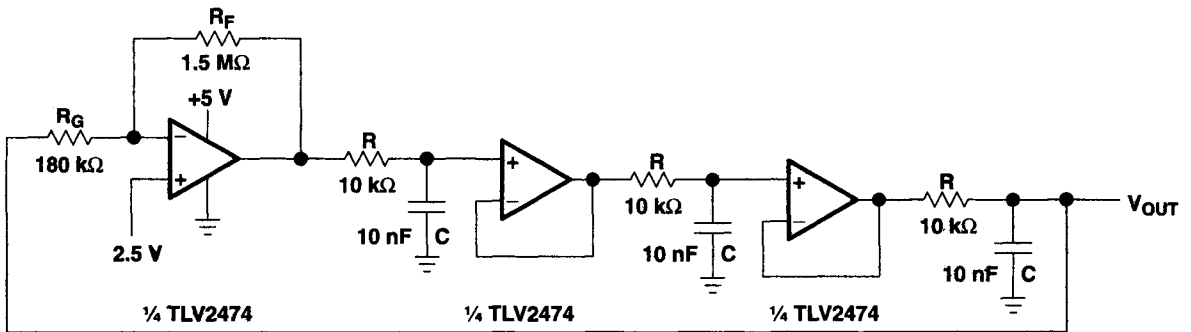 R_F
1.5 MΩ
+5 V
R_G
180 kΩ
−
+
2.5 V
R
10 kΩ
10 nF
C
+
−
R
10 kΩ
10 nF
C
+
−
R
10 kΩ
10 nF
C
V_OUT
¼ TLV2474
¼ TLV2474
¼ TLV2474